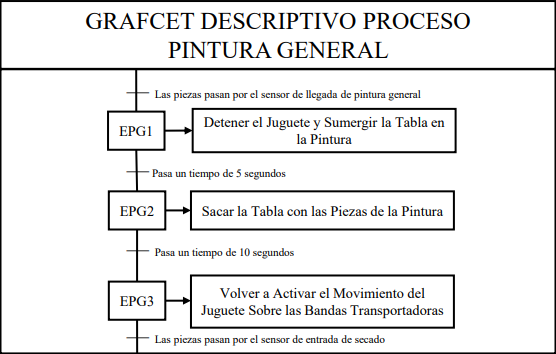 GRAFCET DESCRIPTIVO PROCESO
PINTURA GENERAL
Las piezas pasan por el sensor de llegada de pintura general
EPG1
Detener el Juguete y Sumergir la Tabla en
la Pintura
Pasa un tiempo de 5 segundos
EPG2
Sacar la Tabla con las Piezas de la Pintura
Pasa un tiempo de 10 segundos
EPG3
Volver a Activar el Movimiento del
Juguete Sobre las Bandas Transportadoras
Las piezas pasan por el sensor de entrada de secado